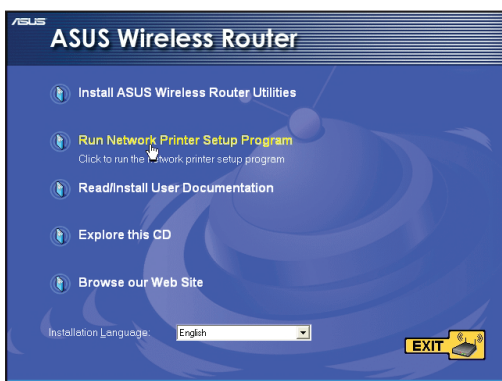 ASUS
ASUS Wireless Router
Install ASUS Wireless Router Utilities
Run Network Printer Setup Program
Click to run the network printer setup program
Read/Install User Documentation
Explore this CD
Browse our Web Site
Installation Language: English
EXIT